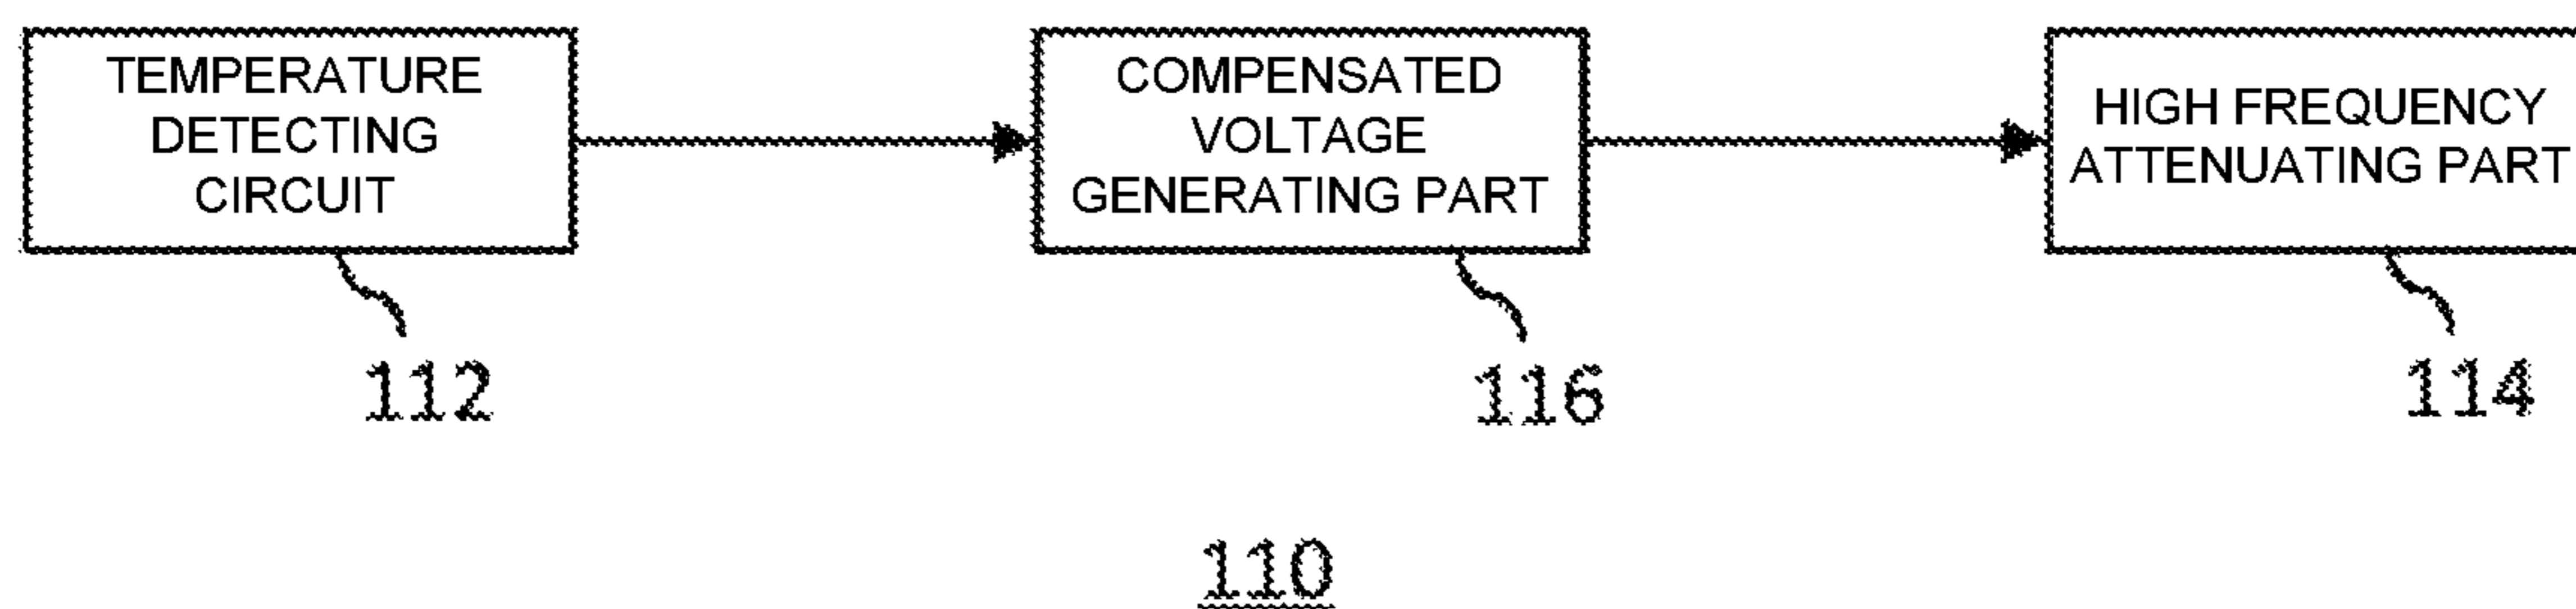 TEMPERATURE
DETECTING
CIRCUIT
COMPENSATED
VOLTAGE
GENERATING PART
HIGH FREQUENCY
ATTENUATING PART
112
116
114
110